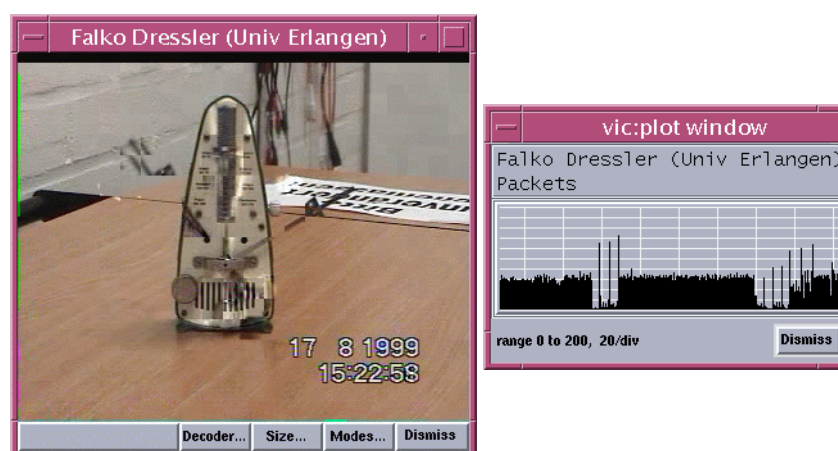 Falko Dressler (Univ Erlangen)
17 8 1999
15:22:58
Decoder... Size... Modes... Dismiss
vic:plot window
Falko Dressler (Univ Erlangen)
Packets
range 0 to 200, 20/div
Dismiss